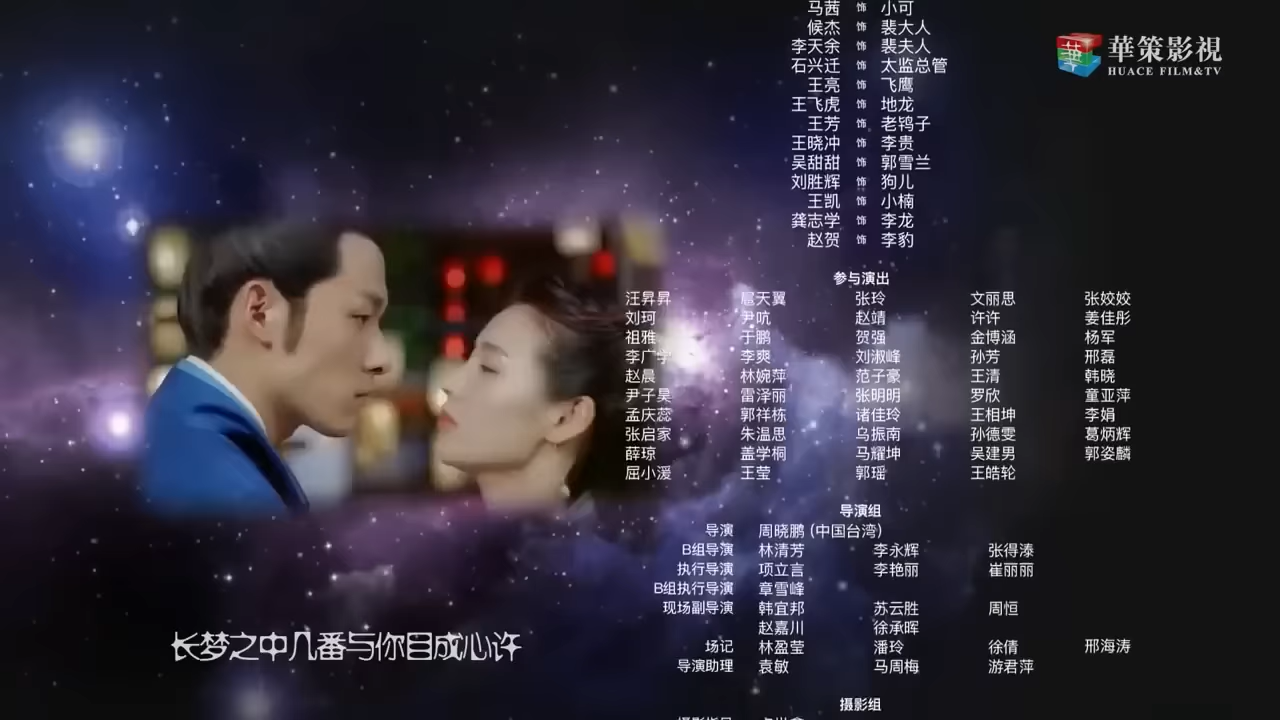 马茜 饰 小可
候杰 饰 裴大人
李天余 饰 裴夫人
石兴迁 饰 太监总管
王亮 饰 飞鹰
王飞虎 饰 地龙
王芳 饰 老鸨子
王晓冲 饰 李贵
吴甜甜 饰 郭雪兰
刘胜辉 饰 狗儿
王凯 饰 小楠
龚志学 饰 李龙
赵贺 饰 李豹
華策影視
HUACE FILM&TV
参与演出
汪昇昇 扈天翼 张玲 文丽思 张姣姣
刘珂 尹吭 赵靖 许许 姜佳彤
祖雅 于鹏 贺强 金博涵 杨军
李广学 李爽 刘淑峰 孙芳 邢磊
赵晨 林婉萍 范子豪 王清 韩晓
尹子昊 雷泽丽 张明明 罗欣 童亚萍
孟庆蕊 郭祥栋 诸佳玲 王相坤 李娟
张启家 朱温思 乌振南 孙德雯 葛炳辉
薛琼 盖学桐 马耀坤 吴建男 郭姿麟
屈小湲 王莹 郭瑶 王皓轮
导演组
导演 周晓鹏 (中国台湾)
B组导演 林清芳 李永辉 张得溙
执行导演 项立言 李艳丽 崔丽丽
B组执行导演 章雪峰
现场副导演 韩宜邦 苏云胜 周恒
赵嘉川 徐承晖
场记 林盈莹 潘玲 徐倩 邢海涛
导演助理 袁敏 马周梅 游君萍
摄影组
长梦之中几番与你目成心许